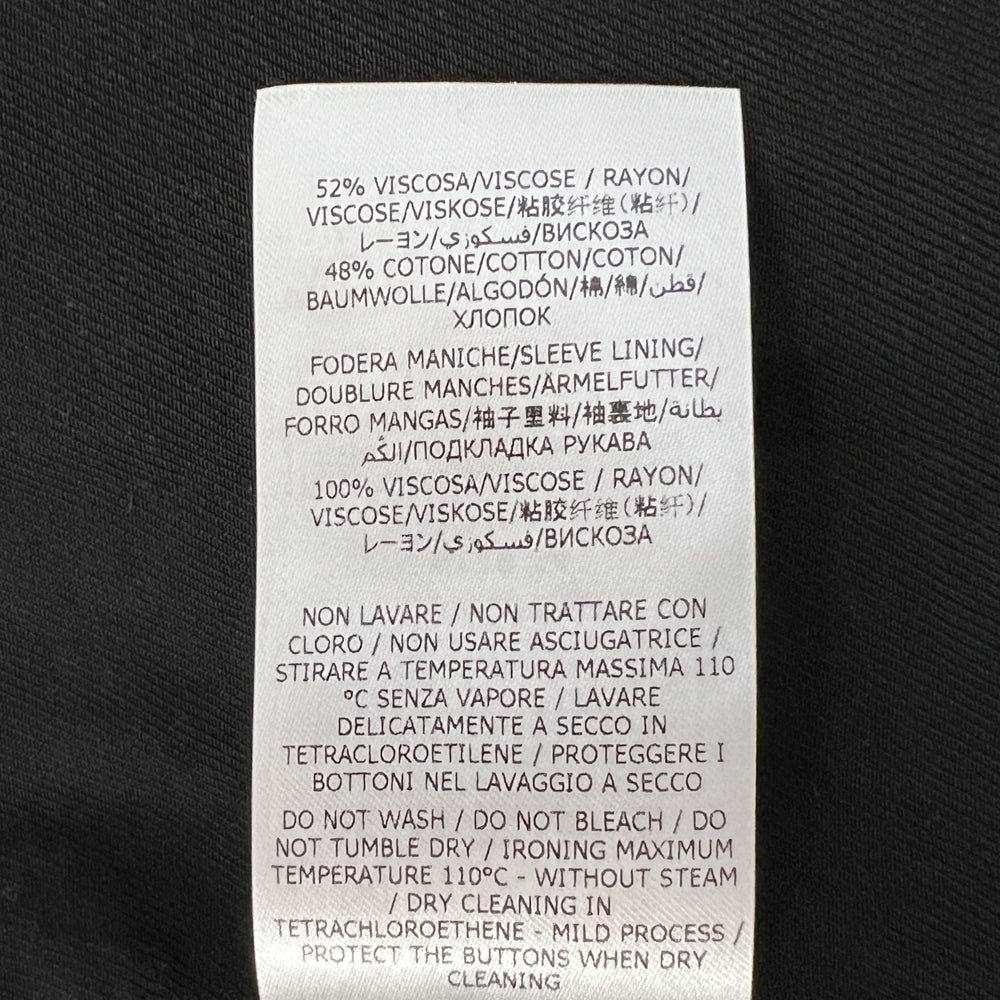 52% VISCOSA/VISCOSE / RAYON/
VISCOSE/VISKOSE/粘胶纤维(粘纤)/
レーヨン/فسكوزي/ВИСКОЗА
48% COTONE/COTTON/COTON/
BAUMWOLLE/ALGODÓN/棉/綿/قطن/
ХЛОПОК
FODERA MANICHE/SLEEVE LINING/
DOUBLURE MANCHES/ÄRMELFUTTER/
FORRO MANGAS/袖子里料/袖裏地/بطانة
الكُم/ПОДКЛАДКА РУКАВА
100% VISCOSA/VISCOSE / RAYON/
VISCOSE/VISKOSE/粘胶纤维(粘纤)/
レーヨン/فسكوزي/ВИСКОЗА
NON LAVARE / NON TRATTARE CON
CLORO / NON USARE ASCIUGATRICE /
STIRARE A TEMPERATURA MASSIMA 110
°C SENZA VAPORE / LAVARE
DELICATAMENTE A SECCO IN
TETRACLOROETILENE / PROTEGGERE I
BOTTONI NEL LAVAGGIO A SECCO
DO NOT WASH / DO NOT BLEACH / DO
NOT TUMBLE DRY / IRONING MAXIMUM
TEMPERATURE 110°C - WITHOUT STEAM
/ DRY CLEANING IN
TETRACHLOROETHENE - MILD PROCESS /
PROTECT THE BUTTONS WHEN DRY
CLEANING